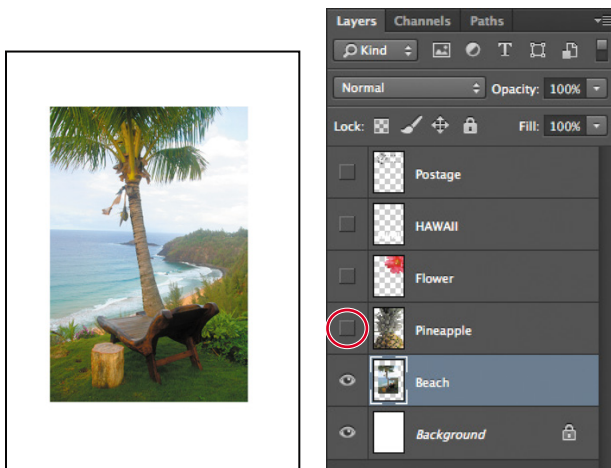 Layers Channels Paths
Kind T
Normal Opacity: 100%
Lock: Fill: 100%
Postage
HAWAII
Flower
Pineapple
Beach
Background